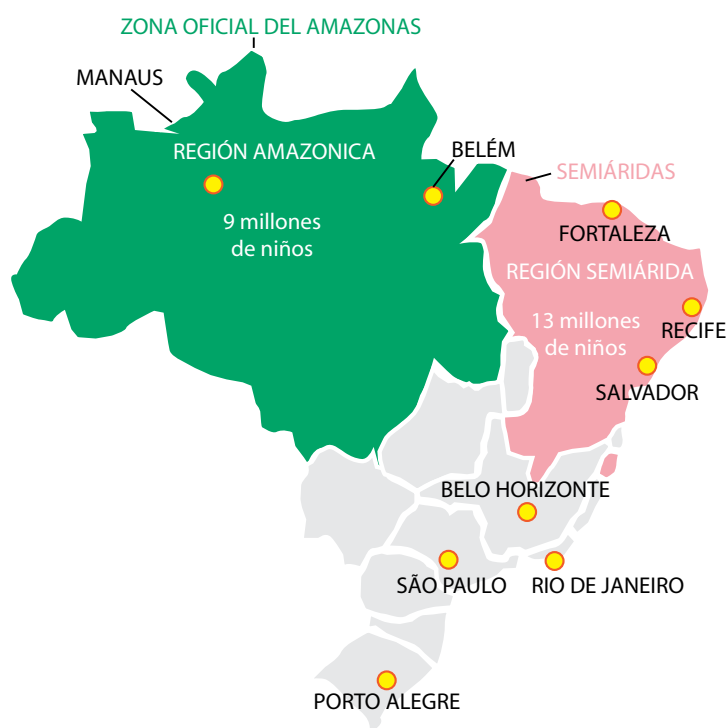 ZONA OFICIAL DEL AMAZONAS
MANAUS
REGIÓN AMAZONICA
BELÉM
SEMIÁRIDAS
9 millones
de niños
FORTALEZA
REGIÓN SEMIÁRIDA
13 millones
de niños
RECIFE
SALVADOR
BELO HORIZONTE
SÃO PAULO
RIO DE JANEIRO
PORTO ALEGRE